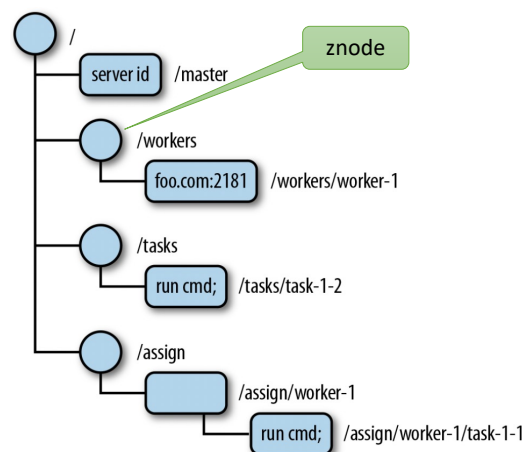 /
znode
server id /master
/workers
foo.com:2181 /workers/worker-1
/tasks
run cmd; /tasks/task-1-2
/assign
/assign/worker-1
run cmd; /assign/worker-1/task-1-1